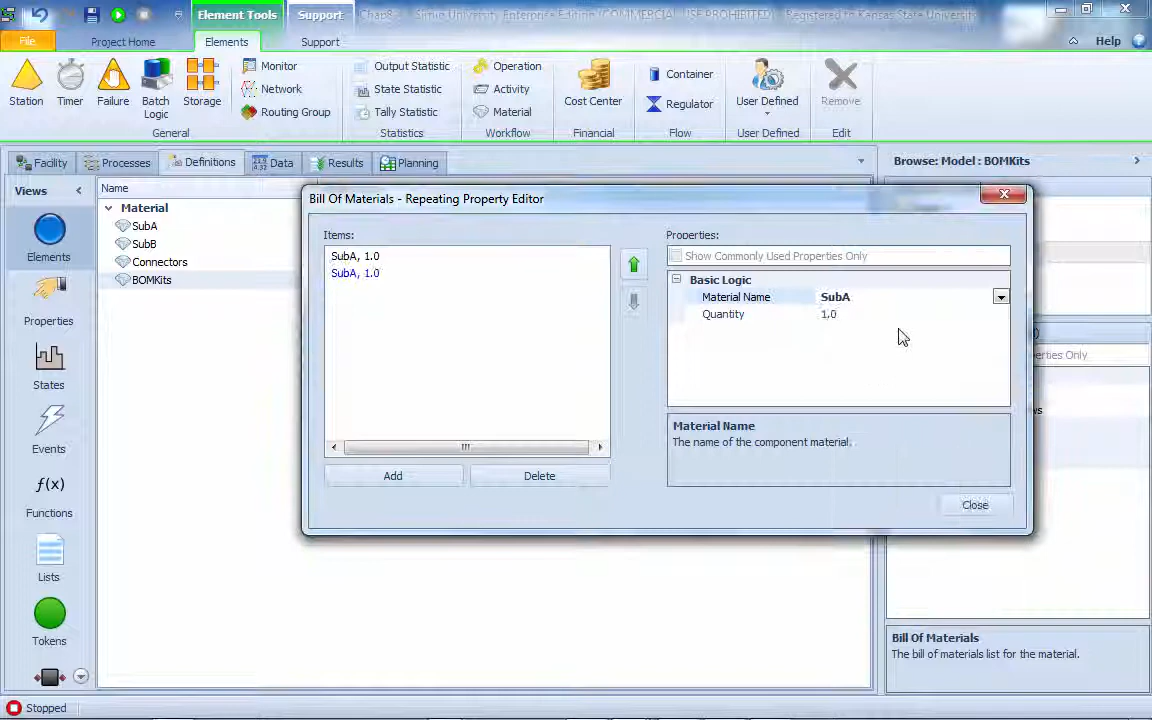 Element Tools
Support
Chap8- - Simio University Enterprise Edition (COMMERCIAL USE PROHIBITED) Registered to Kansas State University
File
Project Home
Elements
Support
Help
Station
Timer
Failure
Batch Logic
Storage
Monitor
Network
Routing Group
General
Output Statistic
State Statistic
Tally Statistic
Statistics
Operation
Activity
Material
Workflow
Cost Center
Financial
Container
Regulator
Flow
User Defined
User Defined
Remove
Edit
Facility
Processes
Definitions
Data
Results
Planning
Browse: Model : BOMKits
Views
Elements
Properties
States
Events
f(x)
Functions
Lists
Tokens
Name
Material
SubA
SubB
Connectors
BOMKits
Bill Of Materials - Repeating Property Editor
Items:
SubA, 1.0
SubA, 1.0
Add
Delete
Properties:
Show Commonly Used Properties Only
Basic Logic
Material Name SubA
Quantity 1.0
Material Name
The name of the component material.
Close
erties Only
Bill Of Materials
The bill of materials list for the material.
Stopped